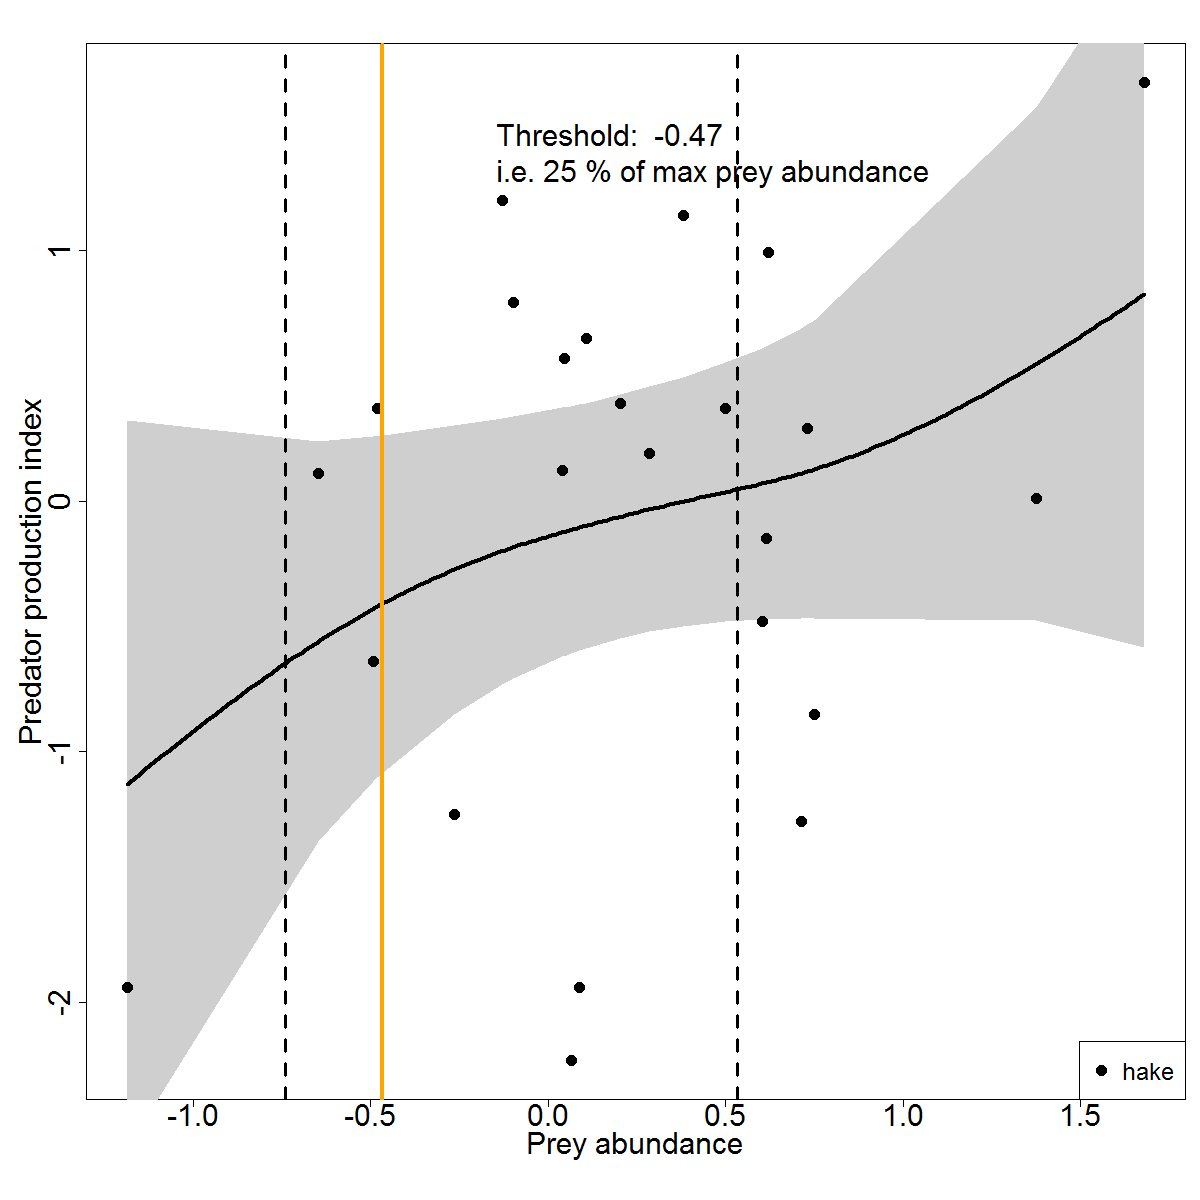 Threshold:  -0.47
i.e. 25 % of max prey abundance
Predator production index
1
0
-1
-2
-1.0
-0.5
0.0
0.5
1.0
1.5
Prey abundance
hake